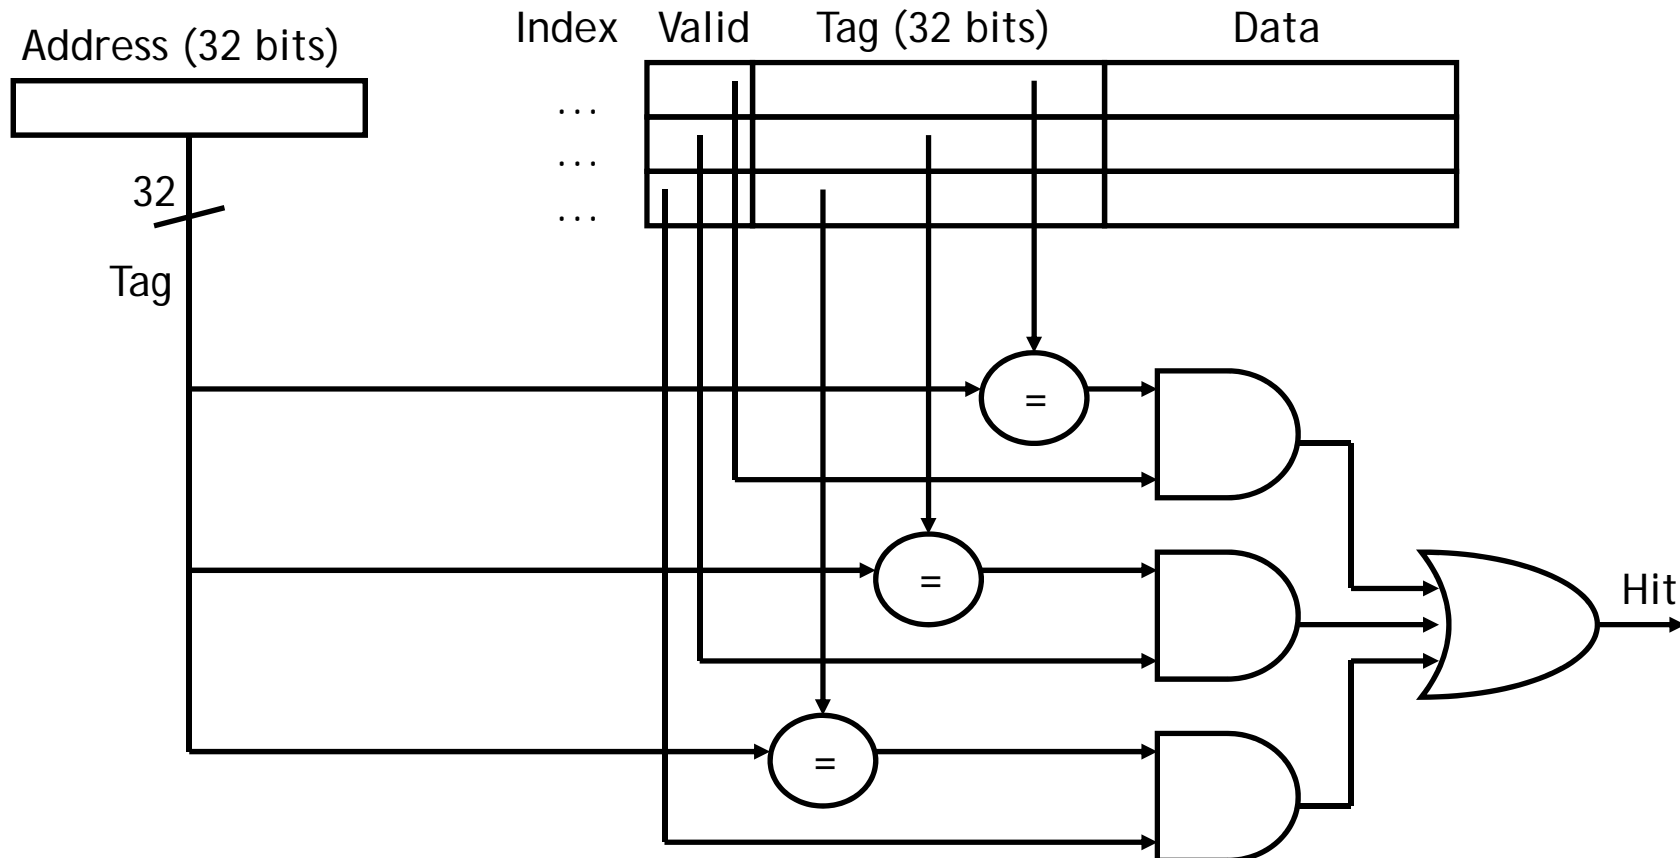 Address (32 bits)
Index Valid Tag (32 bits) Data
...
...
...
32
Tag
=
=
=
Hit